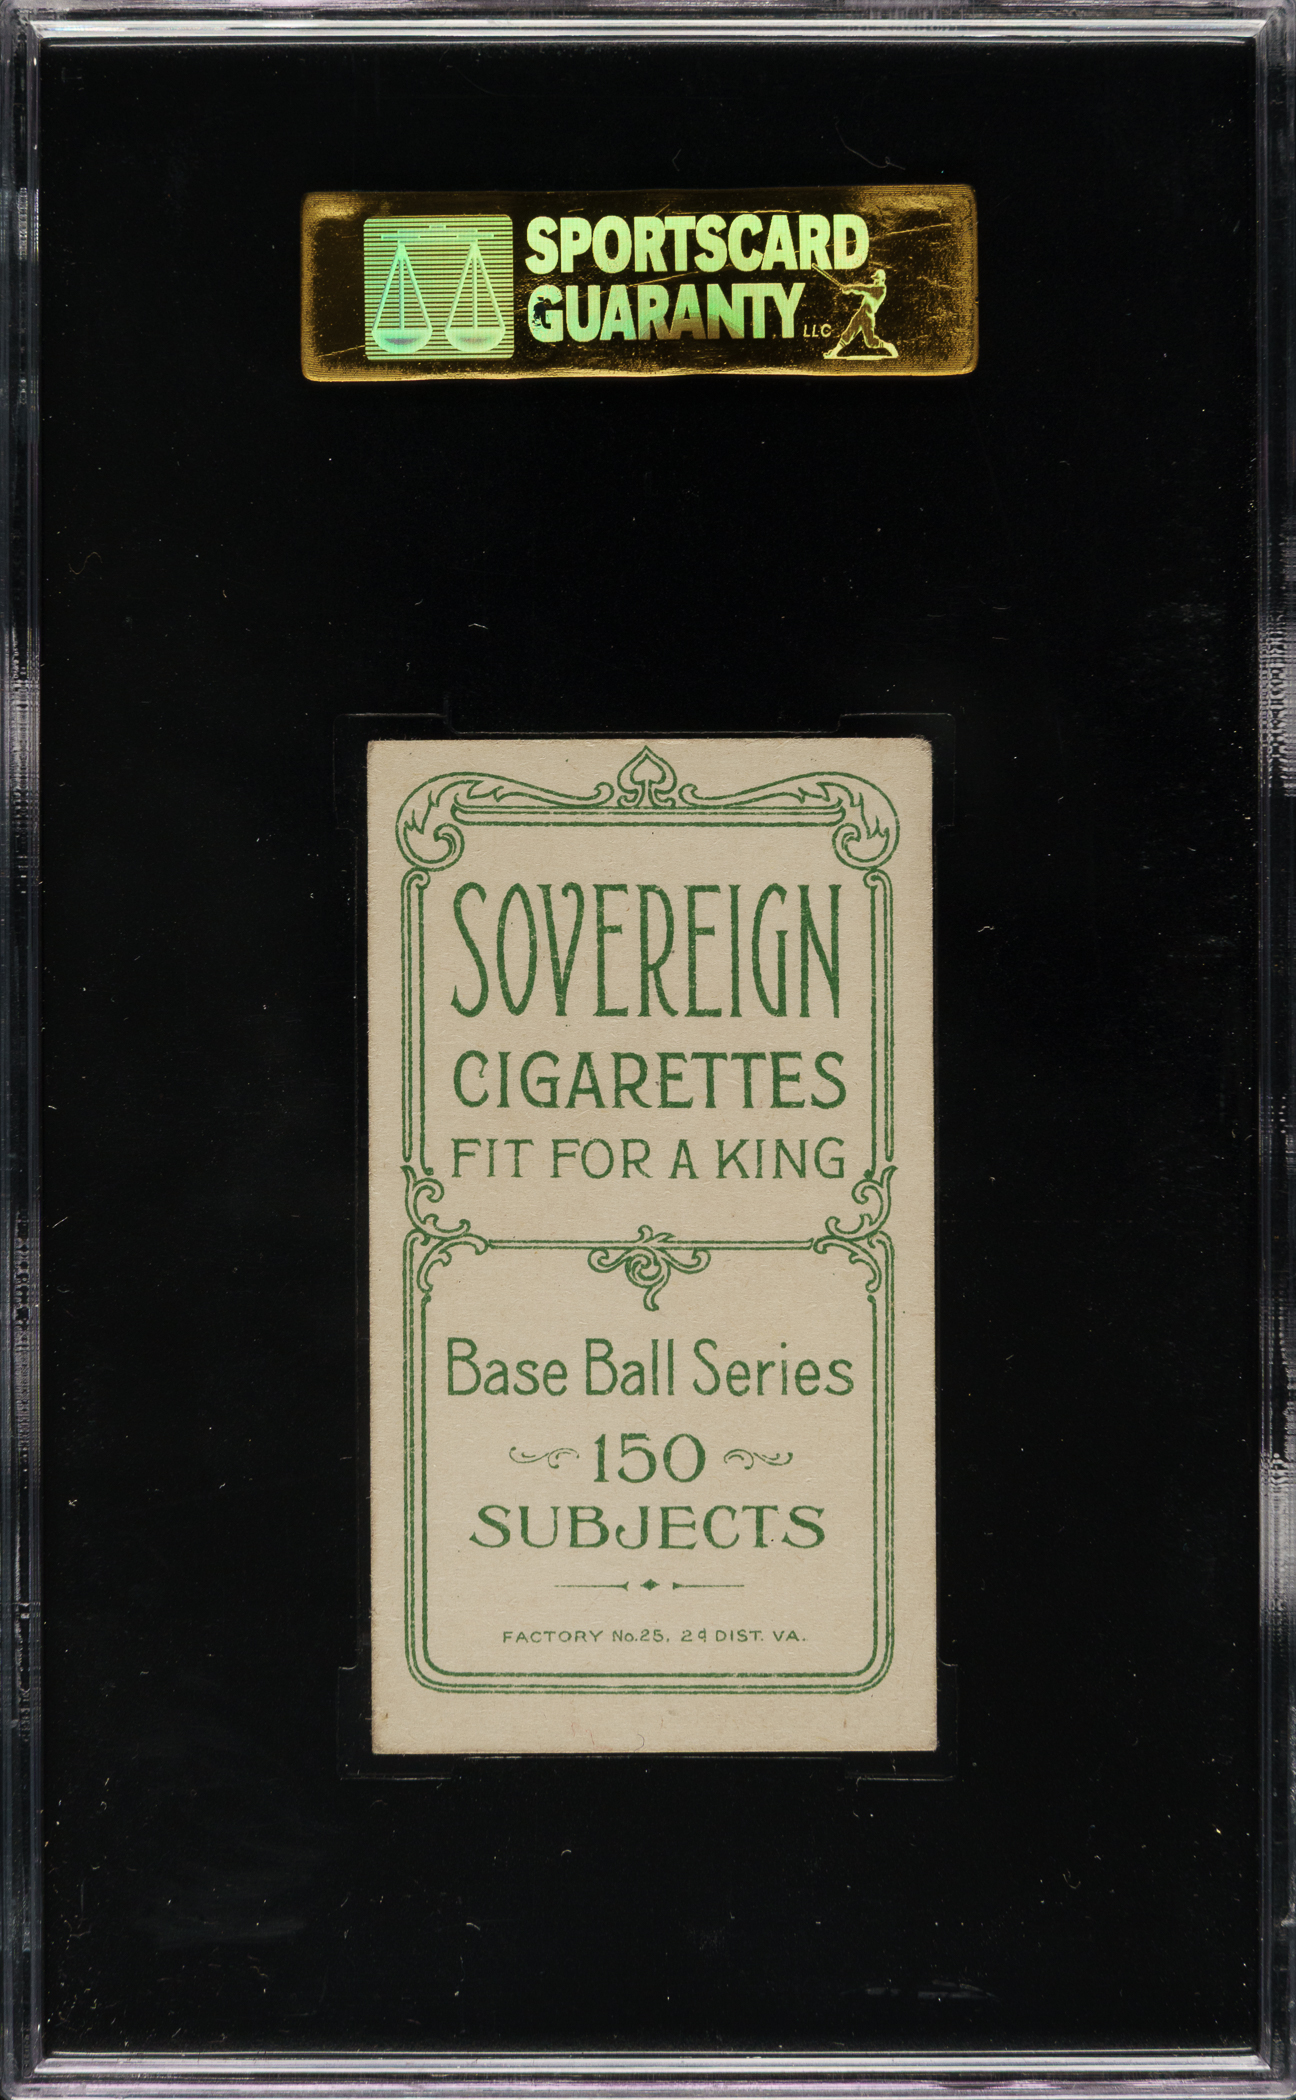 SPORTSCARD
GUARANTY LLC
SOVEREIGN
CIGARETTES
FIT FOR A KING
Base Ball Series
150
SUBJECTS
FACTORY No.25, 2d DIST. VA.